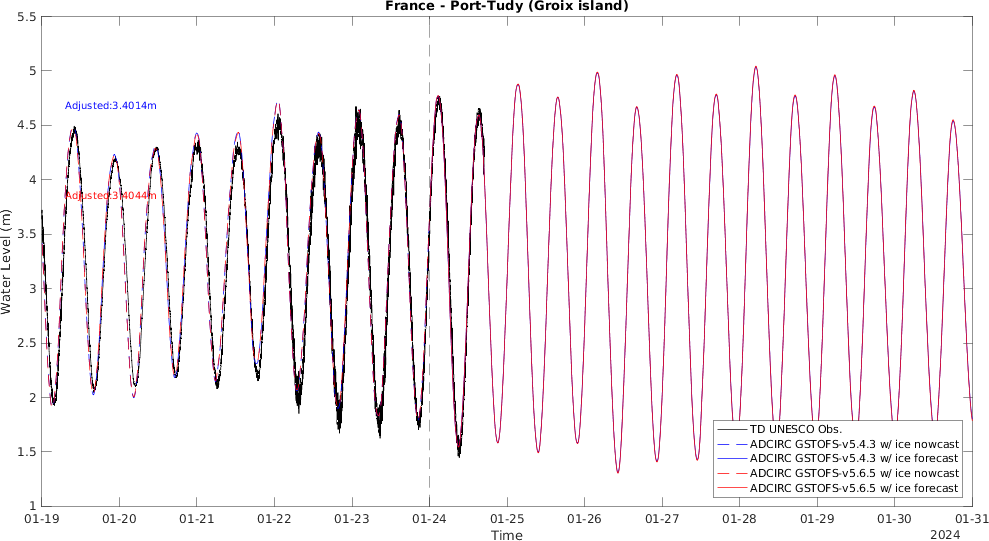 France - Port-Tudy (Groix island)
5.5
5
4.5
4
3.5
3
2.5
2
1.5
1
Water Level (m)
Adjusted:3.4014m
Adjusted:3.4044m
TD UNESCO Obs.
ADCIRC GSTOFS-v5.4.3 w/ ice nowcast
ADCIRC GSTOFS-v5.4.3 w/ ice forecast
ADCIRC GSTOFS-v5.6.5 w/ ice nowcast
ADCIRC GSTOFS-v5.6.5 w/ ice forecast
01-19 01-20 01-21 01-22 01-23 01-24 01-25 01-26 01-27 01-28 01-29 01-30 01-31
Time
2024